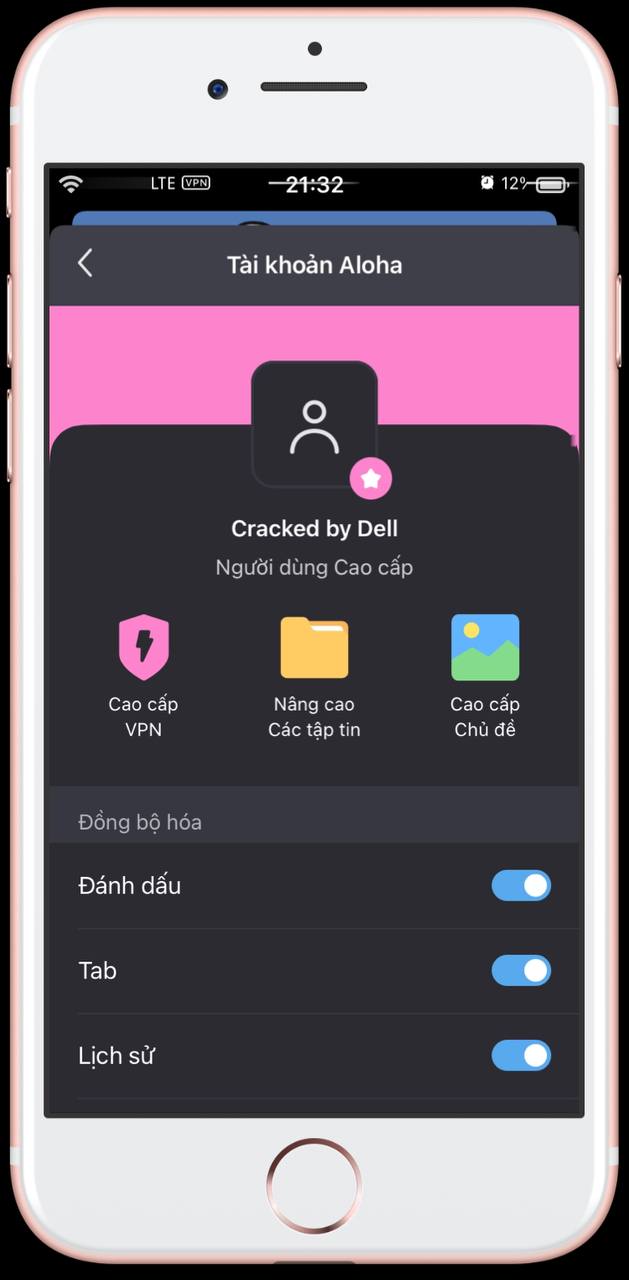 LTE VPN 21:32 12%
Tài khoản Aloha
Cracked by Dell
Người dùng Cao cấp
Cao cấp Nâng cao Cao cấp
VPN Các tập tin Chủ đề
Đồng bộ hóa
Đánh dấu
Tab
Lịch sử